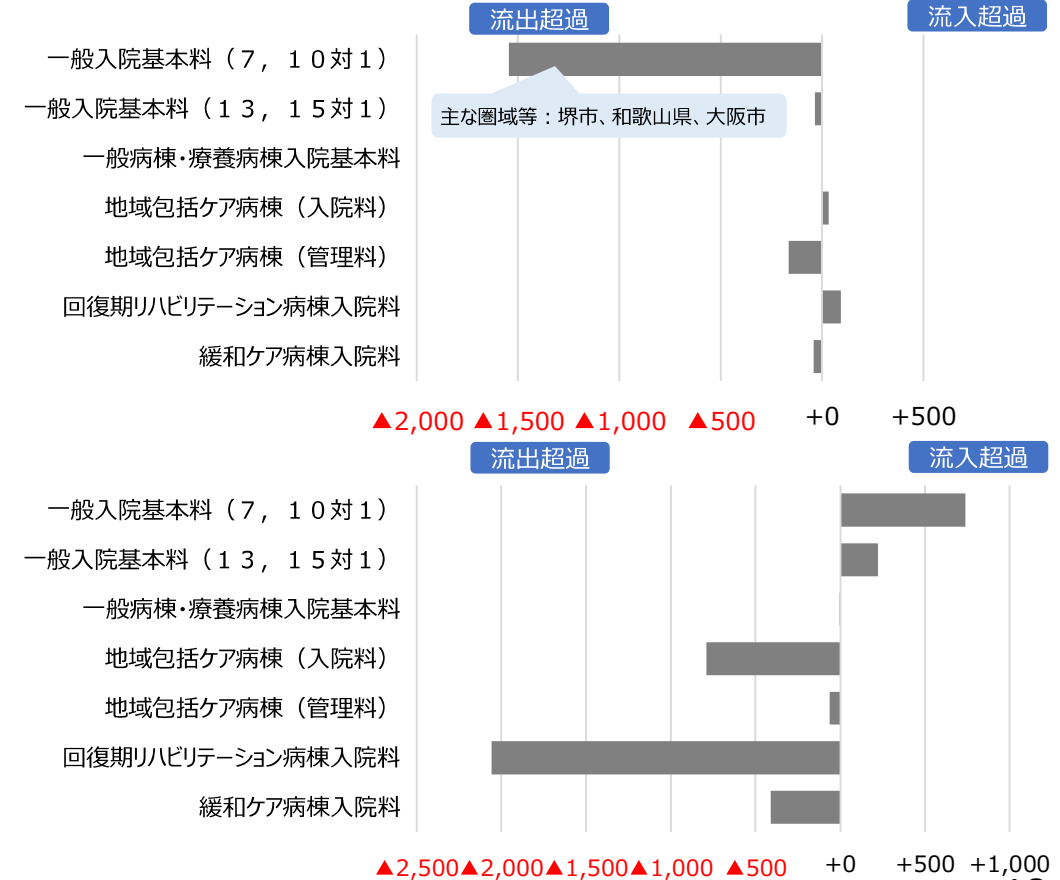 流出超過 流入超過
一般入院基本料（７，１０対１）
一般入院基本料（１３，１５対１）
主な圏域等：堺市、和歌山県、大阪市
一般病棟・療養病棟入院基本料
地域包括ケア病棟（入院料）
地域包括ケア病棟（管理料）
回復期リハビリテーション病棟入院料
緩和ケア病棟入院料
▲2,000 ▲1,500 ▲1,000 ▲500 +0 +500
流出超過 流入超過
一般入院基本料（７，１０対１）
一般入院基本料（１３，１５対１）
一般病棟・療養病棟入院基本料
地域包括ケア病棟（入院料）
地域包括ケア病棟（管理料）
回復期リハビリテーション病棟入院料
緩和ケア病棟入院料
▲2,500 ▲2,000 ▲1,500 ▲1,000 ▲500 +0 +500 +1,000